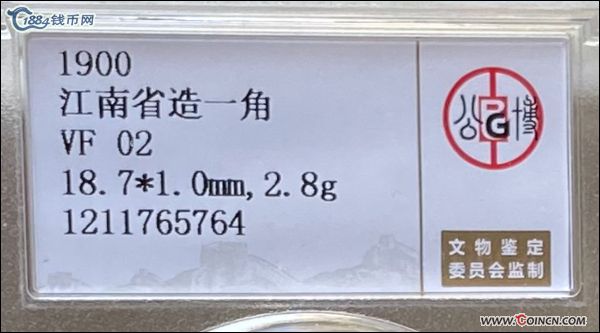 1884钱币网
1900
江南省造一角
VF 02
18.7*1.0mm,2.8g
1211765764
公 PG 博
文物鉴定
委员会监制
www.COINCN.com